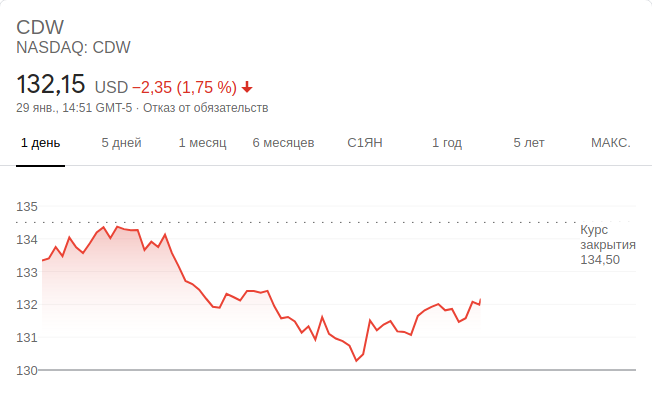 CDW
NASDAQ: CDW
132,15 USD −2,35 (1,75 %)
29 янв., 14:51 GMT-5 · Отказ от обязательств
1 день 5 дней 1 месяц 6 месяцев С1ЯН 1 год 5 лет МАКС.
135
134
133
132
131
130
Курс
закрытия
134,50